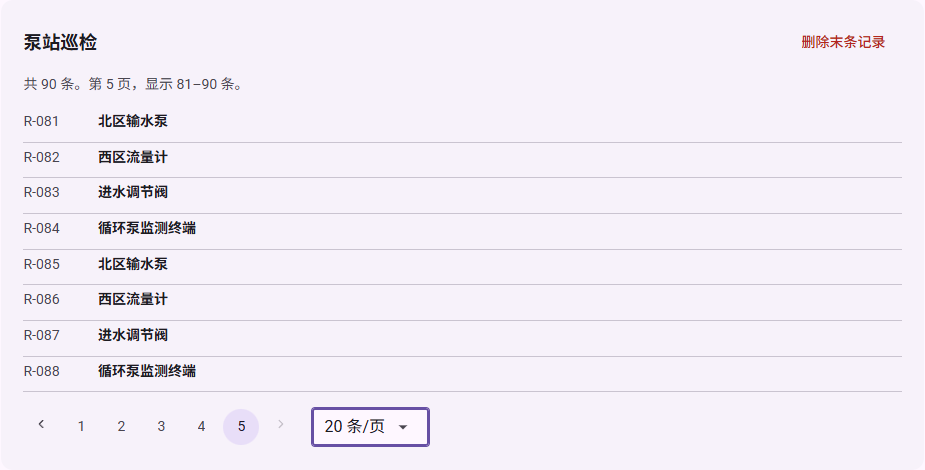 泵站巡检
删除末条记录
共 90 条。第 5 页，显示 81–90 条。
R-081 北区输水泵
R-082 西区流量计
R-083 进水调节阀
R-084 循环泵监测终端
R-085 北区输水泵
R-086 西区流量计
R-087 进水调节阀
R-088 循环泵监测终端
1 2 3 4 5 20 条/页